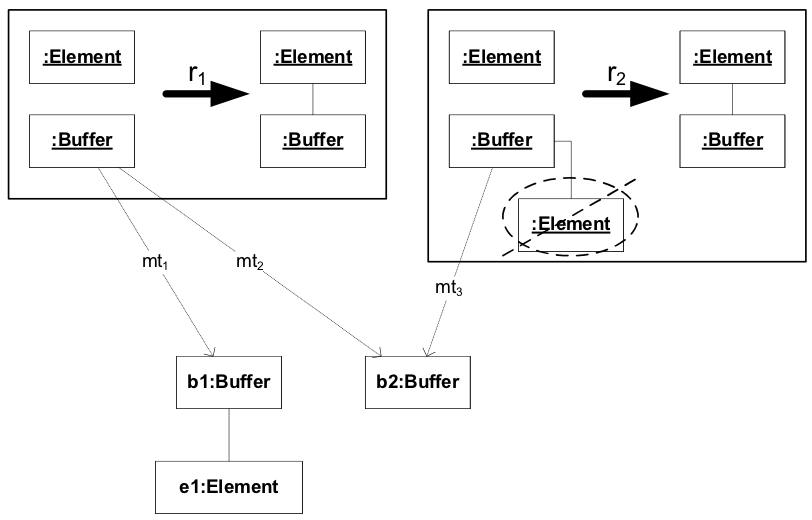 :Element
r1
:Element
:Buffer
:Buffer
:Element
r2
:Element
:Buffer
:Buffer
:Element
mt1
mt2
mt3
b1:Buffer
b2:Buffer
e1:Element